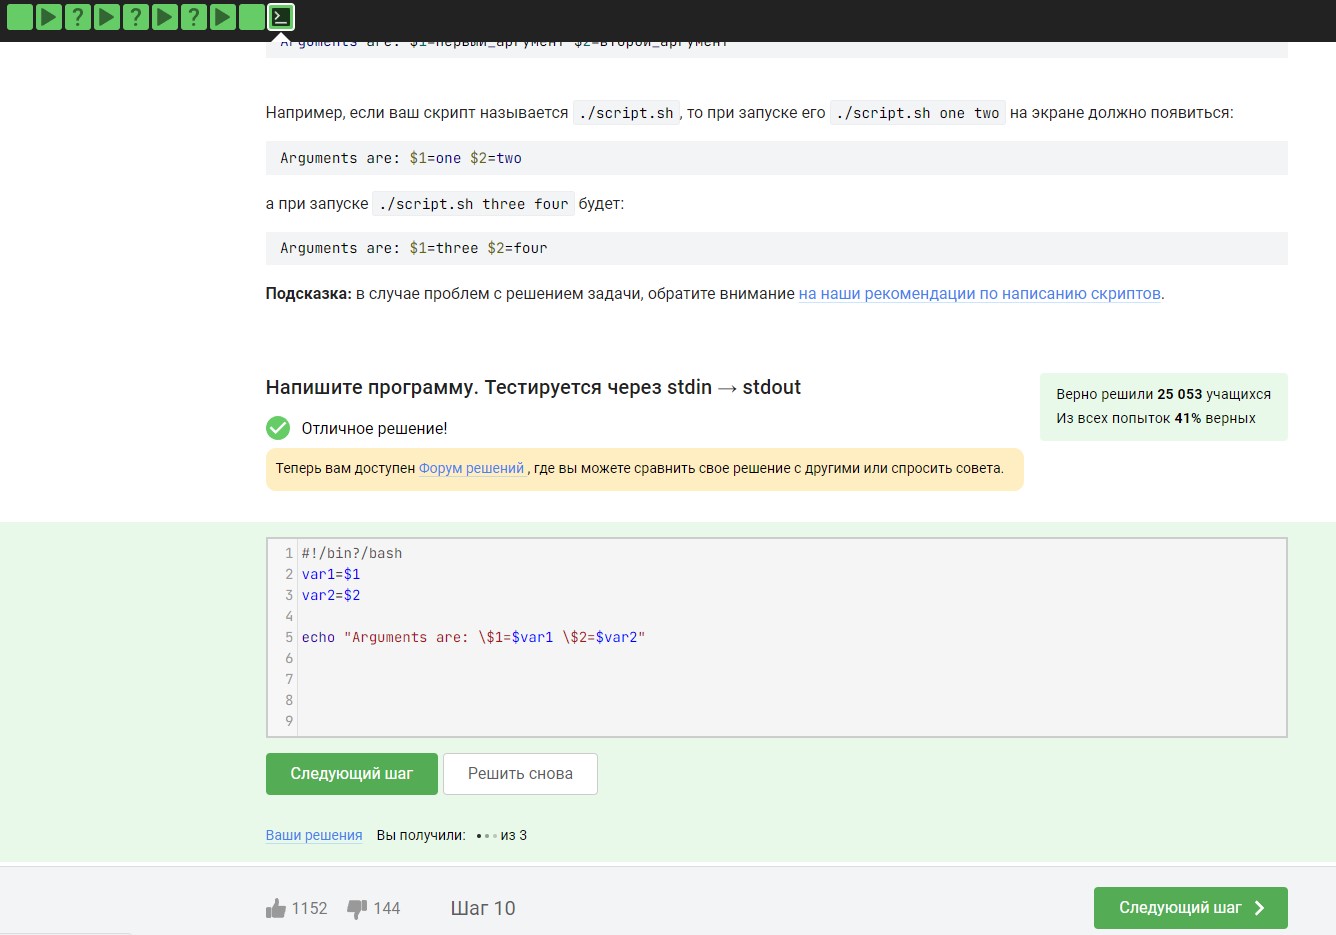 Arguments are: $1=первый_аргумент $2=второй_аргумент
Например, если ваш скрипт называется ./script.sh, то при запуске его ./script.sh one two на экране должно появиться:
Arguments are: $1=one $2=two
а при запуске ./script.sh three four будет:
Arguments are: $1=three $2=four
Подсказка: в случае проблем с решением задачи, обратите внимание на наши рекомендации по написанию скриптов.
Напишите программу. Тестируется через stdin → stdout
Верно решили 25 053 учащихся
Из всех попыток 41% верных
Отличное решение!
Теперь вам доступен Форум решений, где вы можете сравнить свое решение с другими или спросить совета.
1 #!/bin?/bash
2 var1=$1
3 var2=$2
4
5 echo "Arguments are: \$1=$var1 \$2=$var2"
6
7
8
9
Следующий шаг Решить снова
Ваши решения Вы получили: из 3
1152 144 Шаг 10 Следующий шаг